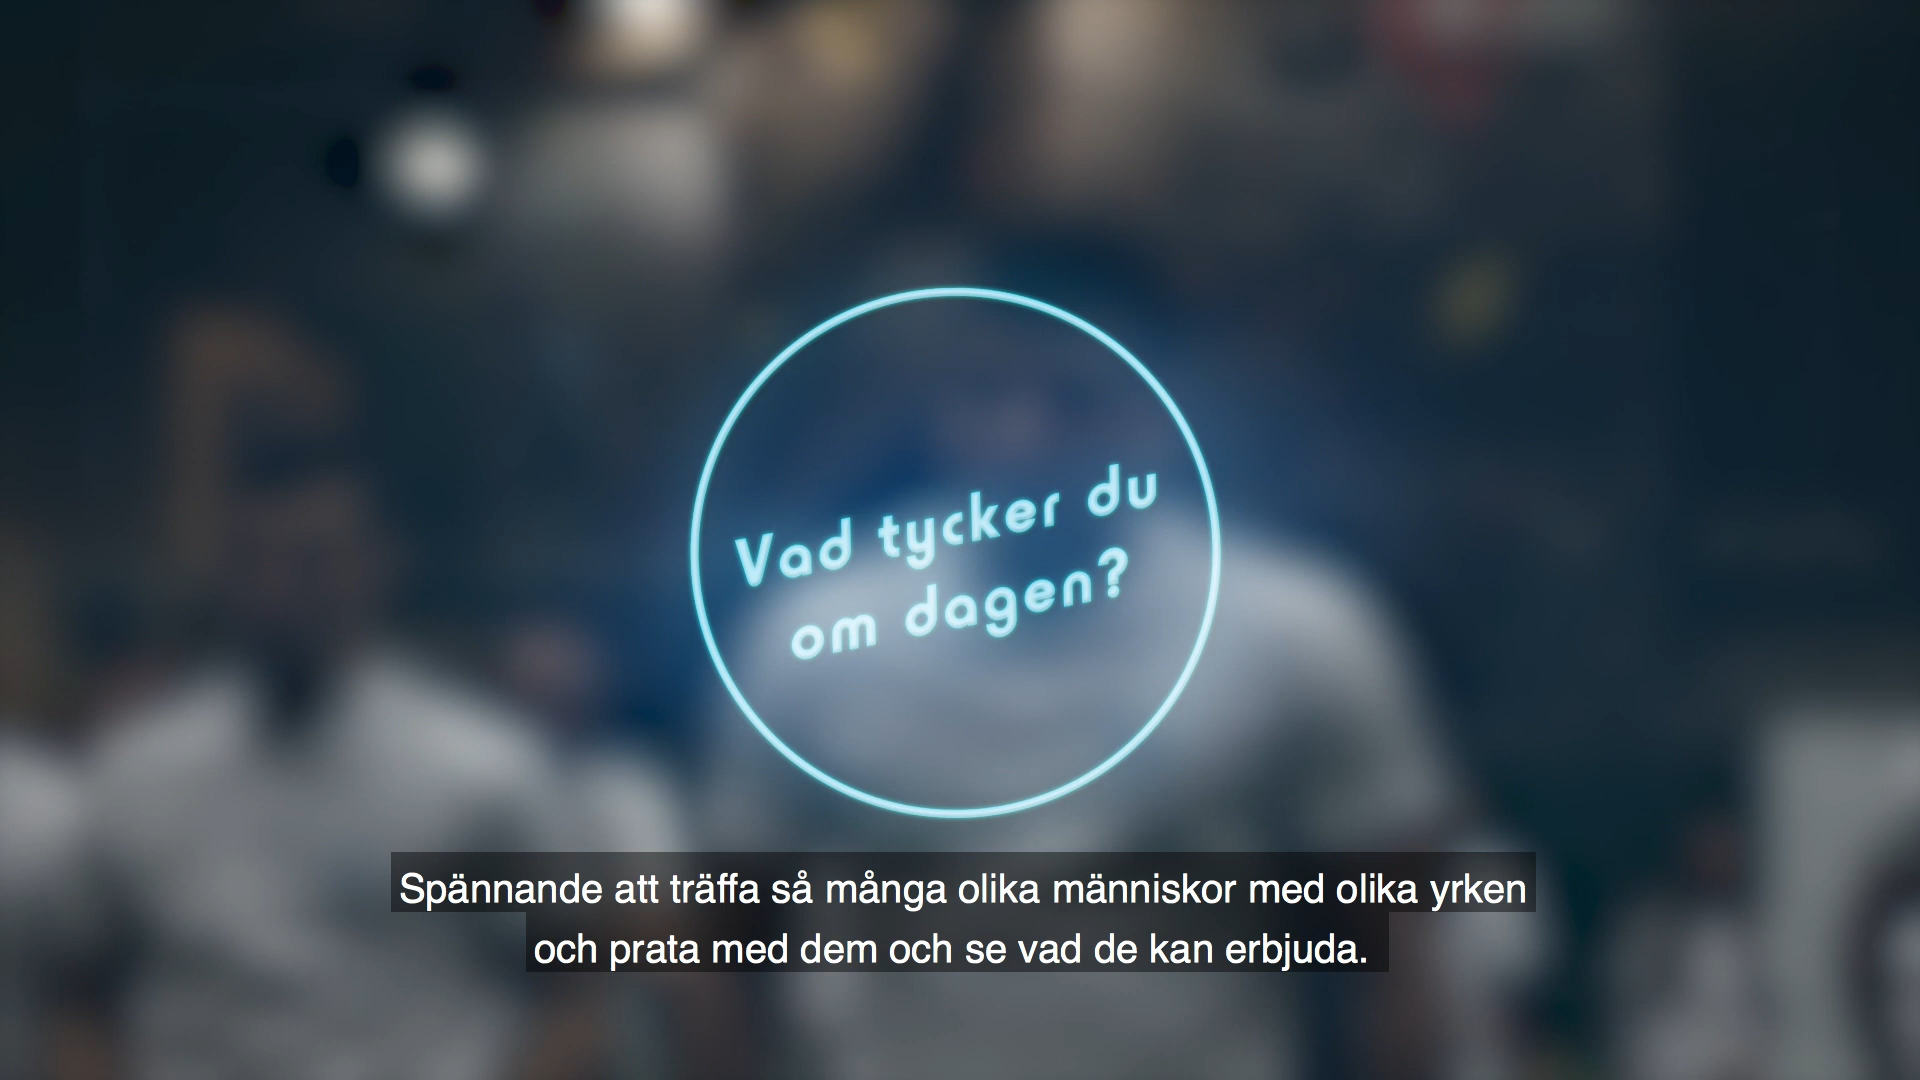 Vad tycker du
om dagen?
Spännande att träffa så många olika människor med olika yrken
och prata med dem och se vad de kan erbjuda.